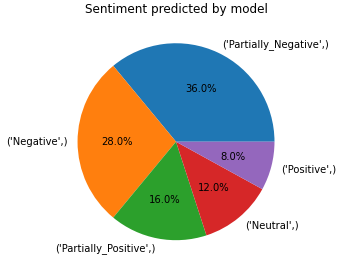 Sentiment predicted by model
('Partially_Negative',)
36.0%
('Negative',)
28.0%
8.0%
('Positive',)
12.0%
16.0%
('Neutral',)
('Partially_Positive',)